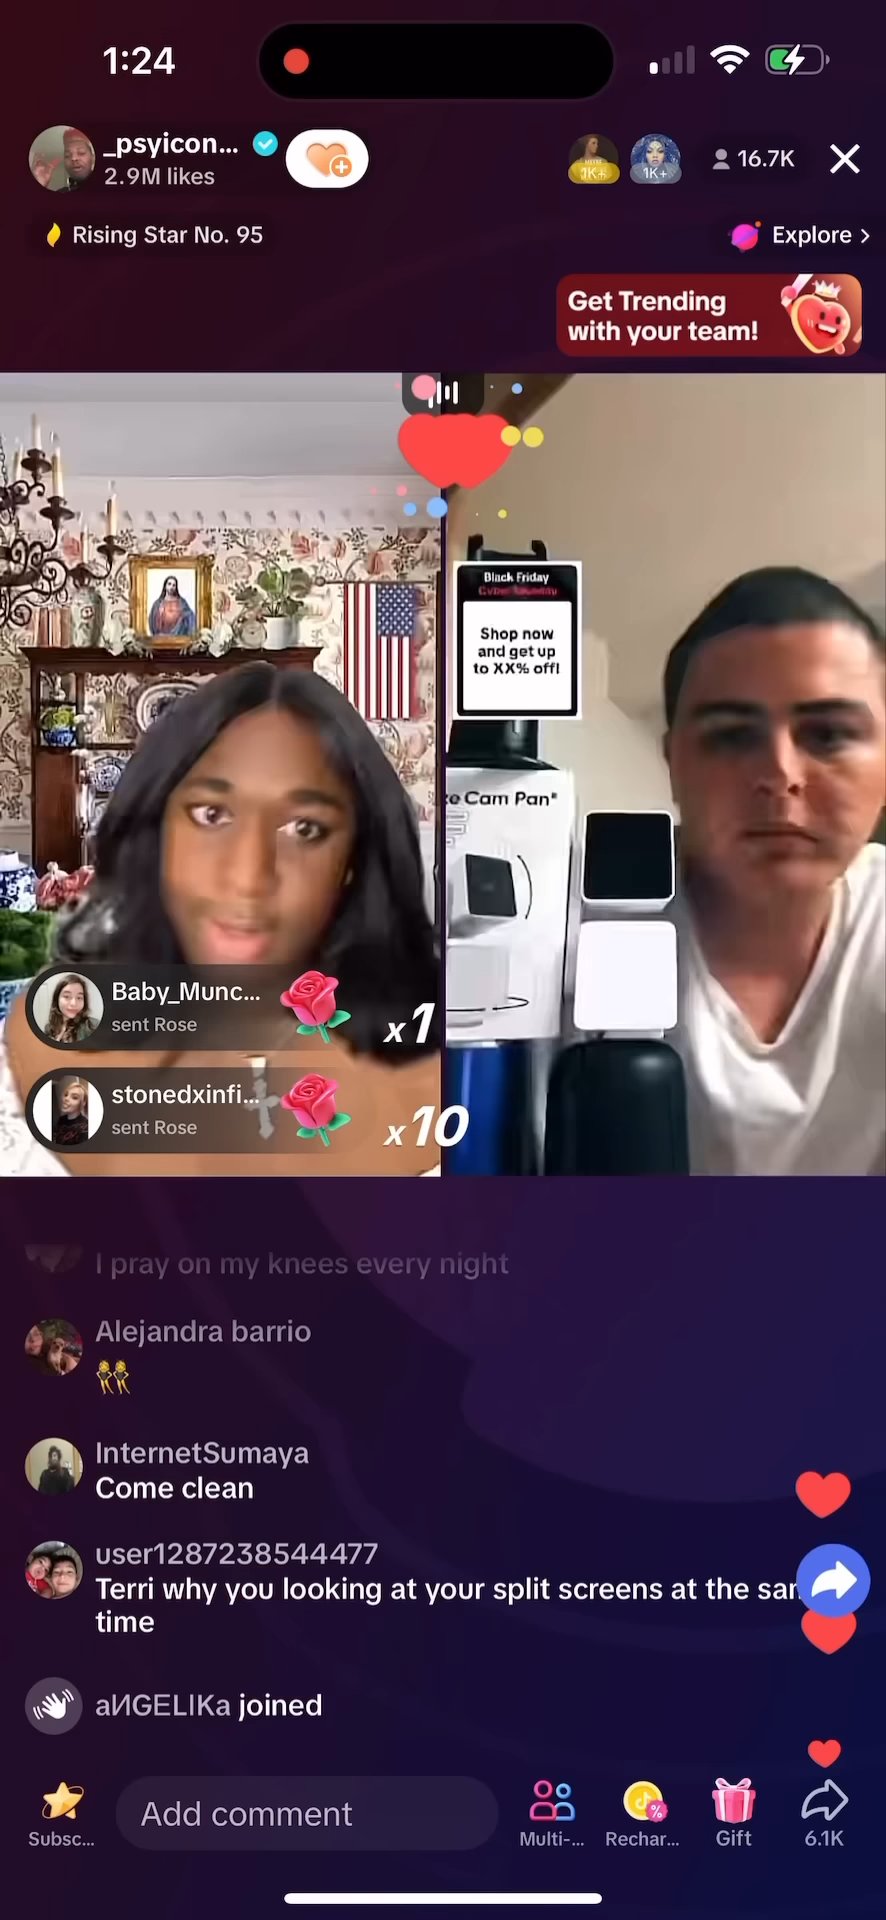 1:24
_psyicon...
2.9M likes
1K+
1K+
16.7K
Rising Star No. 95
Explore >
Get Trending
with your team!
Black Friday
Shop now
and get up
to XX% off!
e Cam Pan*
Baby_Munc...
sent Rose
x1
stonedxinfi...
sent Rose
x10
I pray on my knees every night
Alejandra barrio
InternetSumaya
Come clean
user1287238544477
Terri why you looking at your split screens at the sam
time
aИGELIKa joined
Subsc...
Add comment
Multi-...
Rechar...
Gift
6.1K